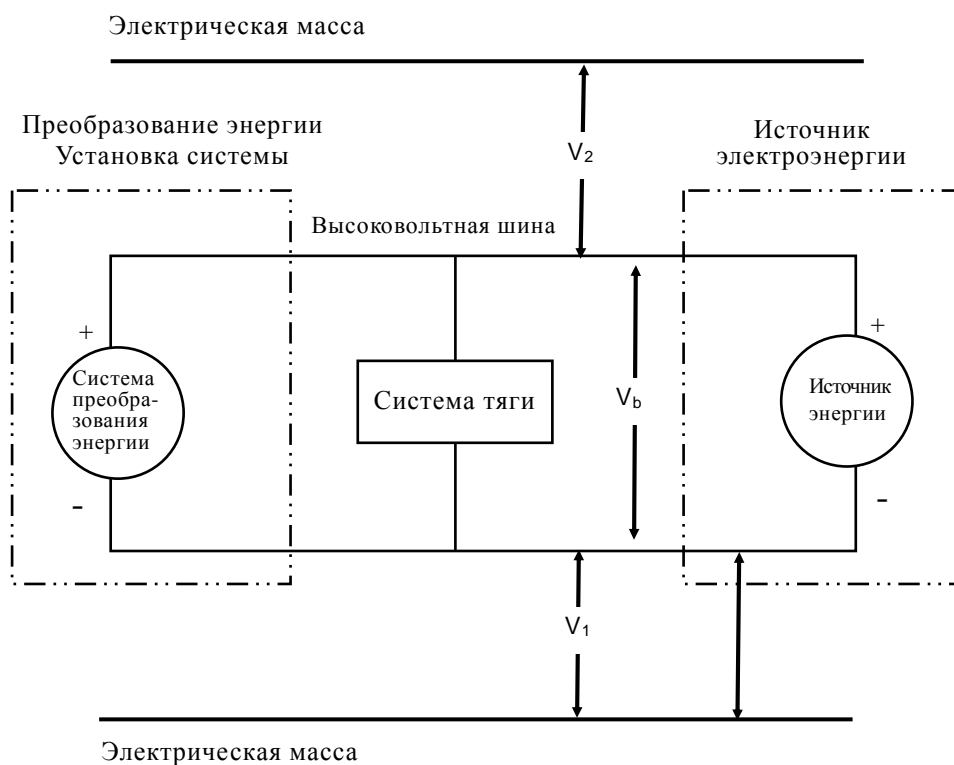 Электрическая масса
Преобразование энергии
Установка системы
Источник
электроэнергии
V2
Высоковольтная шина
+
+
Система
преобра-
зования
энергии
Система тяги
Vb
Источник
энергии
-
-
V1
Электрическая масса